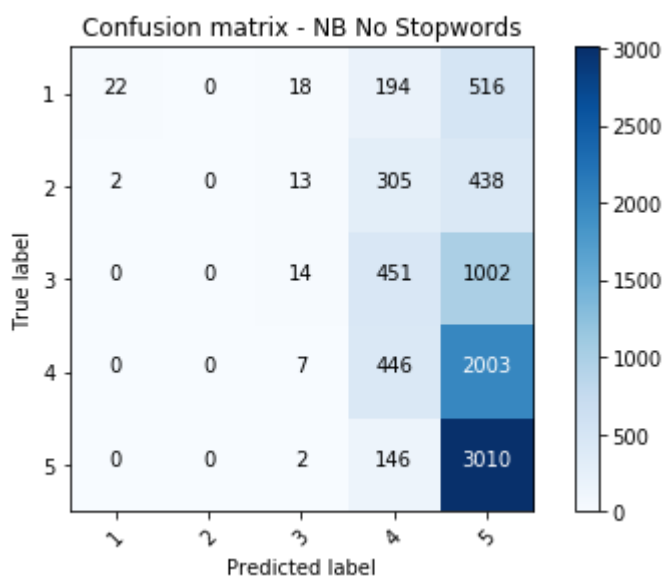 Confusion matrix - NB No Stopwords
3000
1 22 0 18 194 516
2500
2 2 0 13 305 438
2000
3 0 0 14 451 1002
1500
1000
4 0 0 7 446 2003
500
5 0 0 2 146 3010
0
1 2 3 4 5
Predicted label
True label